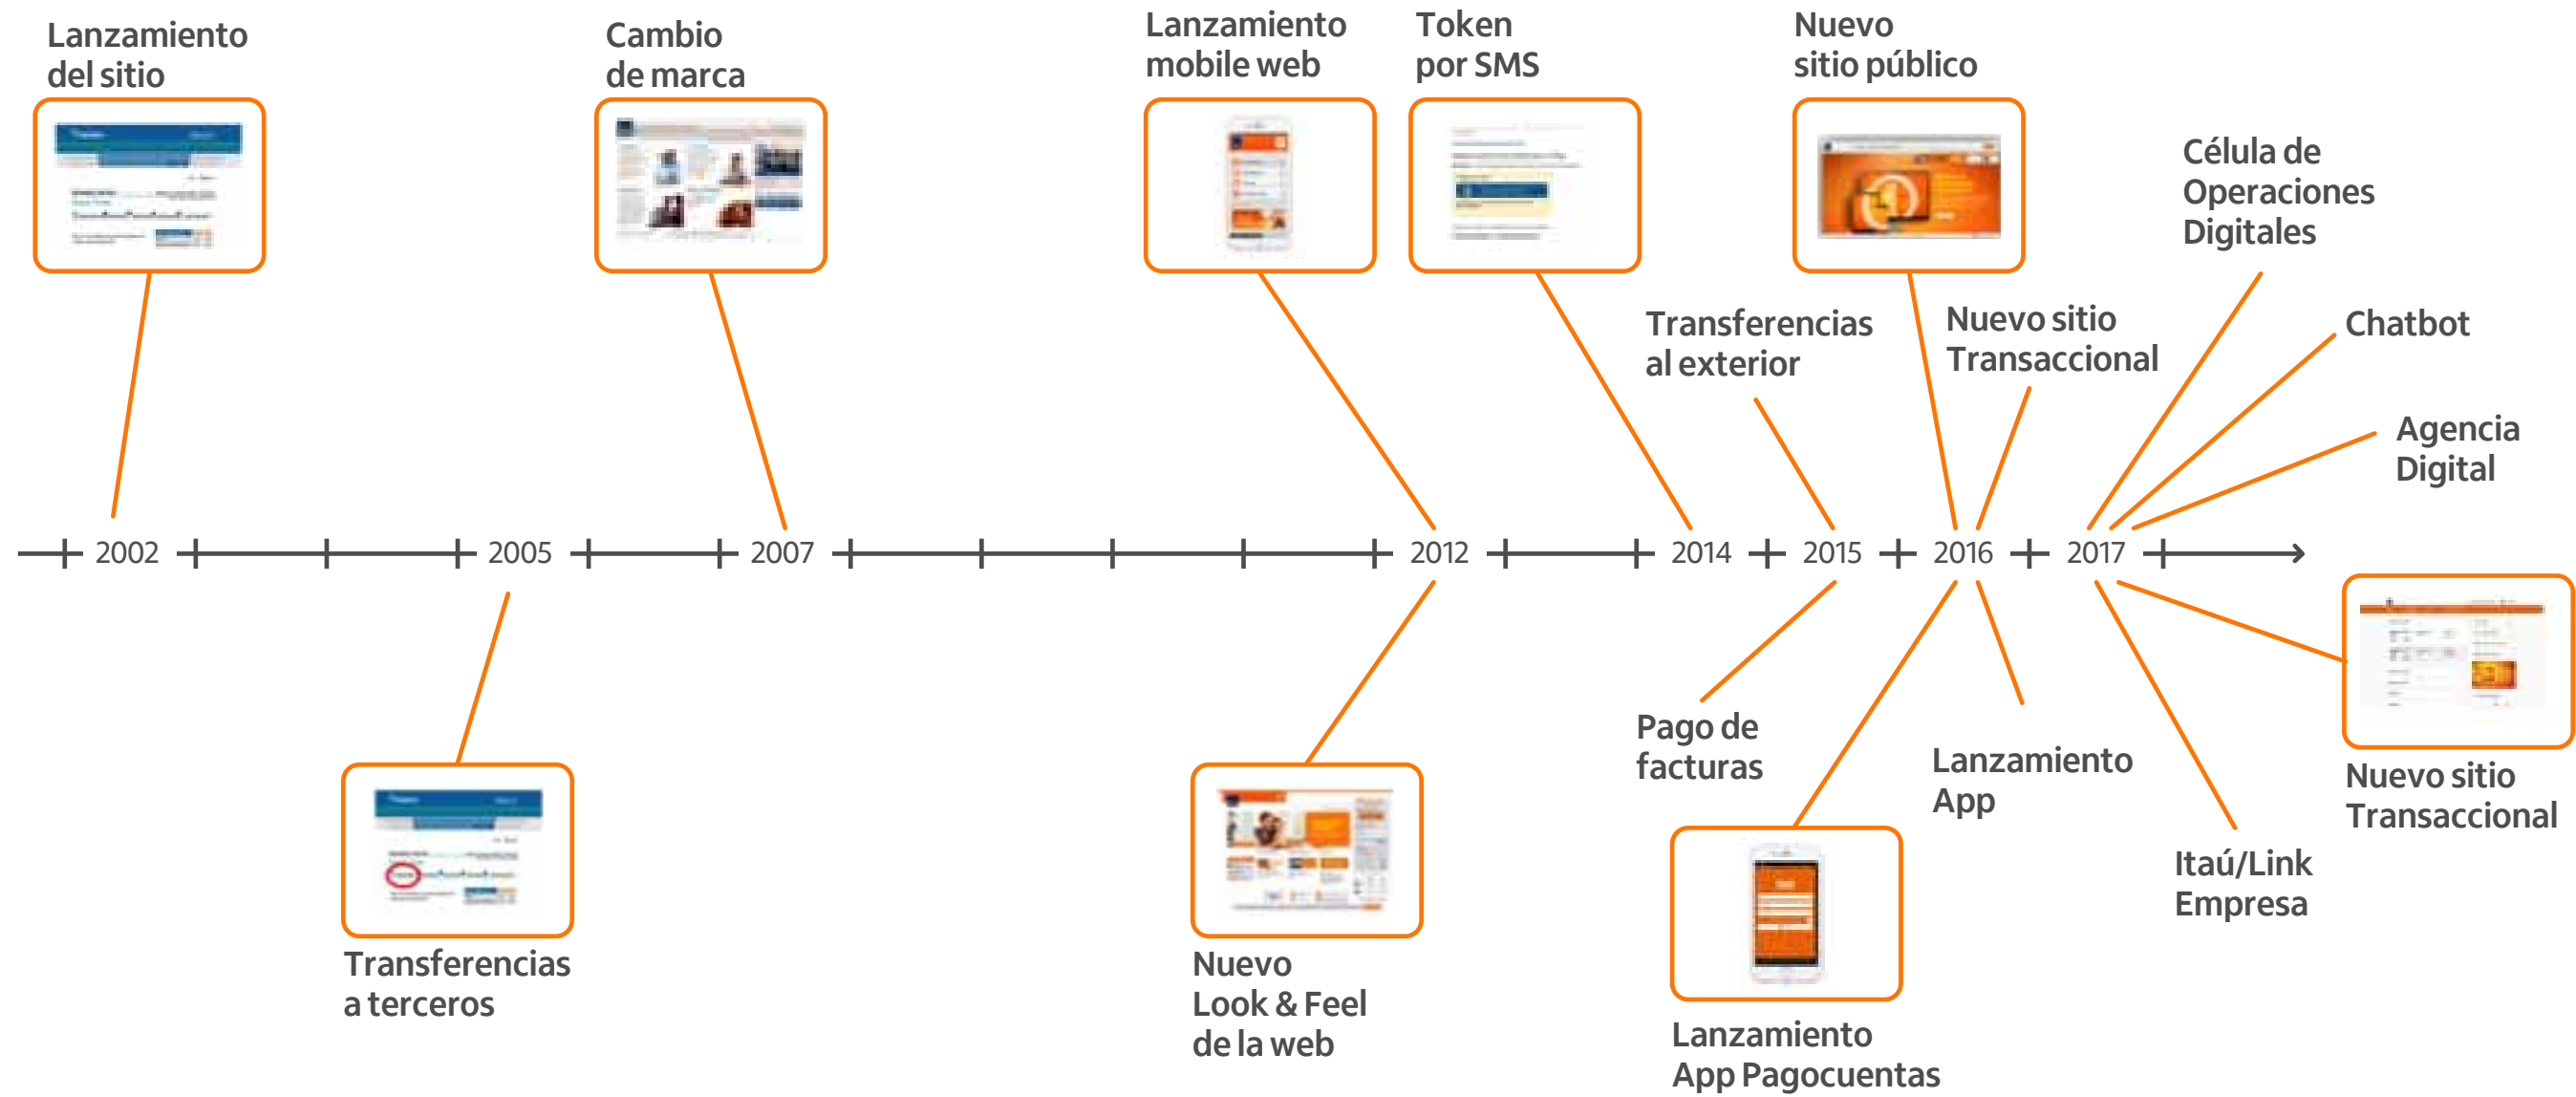 Lanzamiento
del sitio
Cambio
de marca
Lanzamiento
mobile web
Token
por SMS
Nuevo
sitio público
Célula de
Operaciones
Digitales
Transferencias
al exterior
Nuevo sitio
Transaccional
Chatbot
Agencia
Digital
2002
2005
2007
2012
2014
2015
2016
2017
Pago de
facturas
Lanzamiento
App
Nuevo sitio
Transaccional
Itaú/Link
Empresa
Transferencias
a terceros
Nuevo
Look & Feel
de la web
Lanzamiento
App Pagocuentas